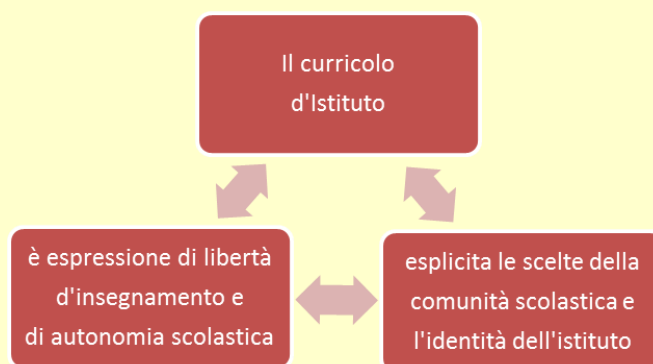 Il curricolo
d'Istituto
è espressione di libertà
d'insegnamento e
di autonomia scolastica
esplicita le scelte della
comunità scolastica e
l'identità dell'istituto